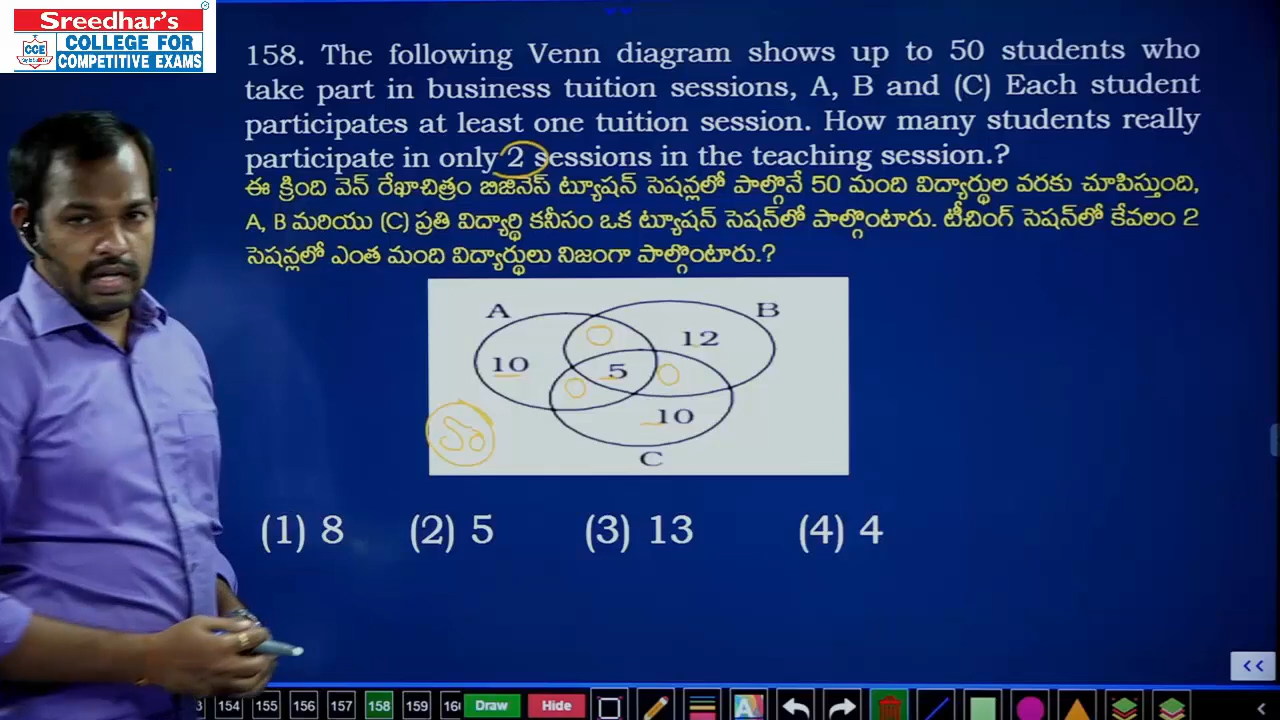 Sreedhar's
CCE
COLLEGE FOR
COMPETITIVE EXAMS
158. The following Venn diagram shows up to 50 students who
take part in business tuition sessions, A, B and (C) Each student
participates at least one tuition session. How many students really
participate in only 2 sessions in the teaching session.?
ఈ క్రింది వెన్ రేఖాచిత్రం బిజినెస్ ట్యూషన్ సెషన్లలో పాల్గొనే 50 మంది విద్యార్థుల వరకు చూపిస్తుంది,
A, B మరియు (C) ప్రతి విద్యార్థి కనీసం ఒక ట్యూషన్ సెషన్‌లో పాల్గొంటారు. టీచింగ్ సెషన్‌లో కేవలం 2
సెషన్లలో ఎంత మంది విద్యార్థులు నిజంగా పాల్గొంటారు.?
A B
12
10 5
10
50
C
(1) 8 (2) 5 (3) 13 (4) 4
<<
3 154 155 156 157 158 159 16 Draw Hide